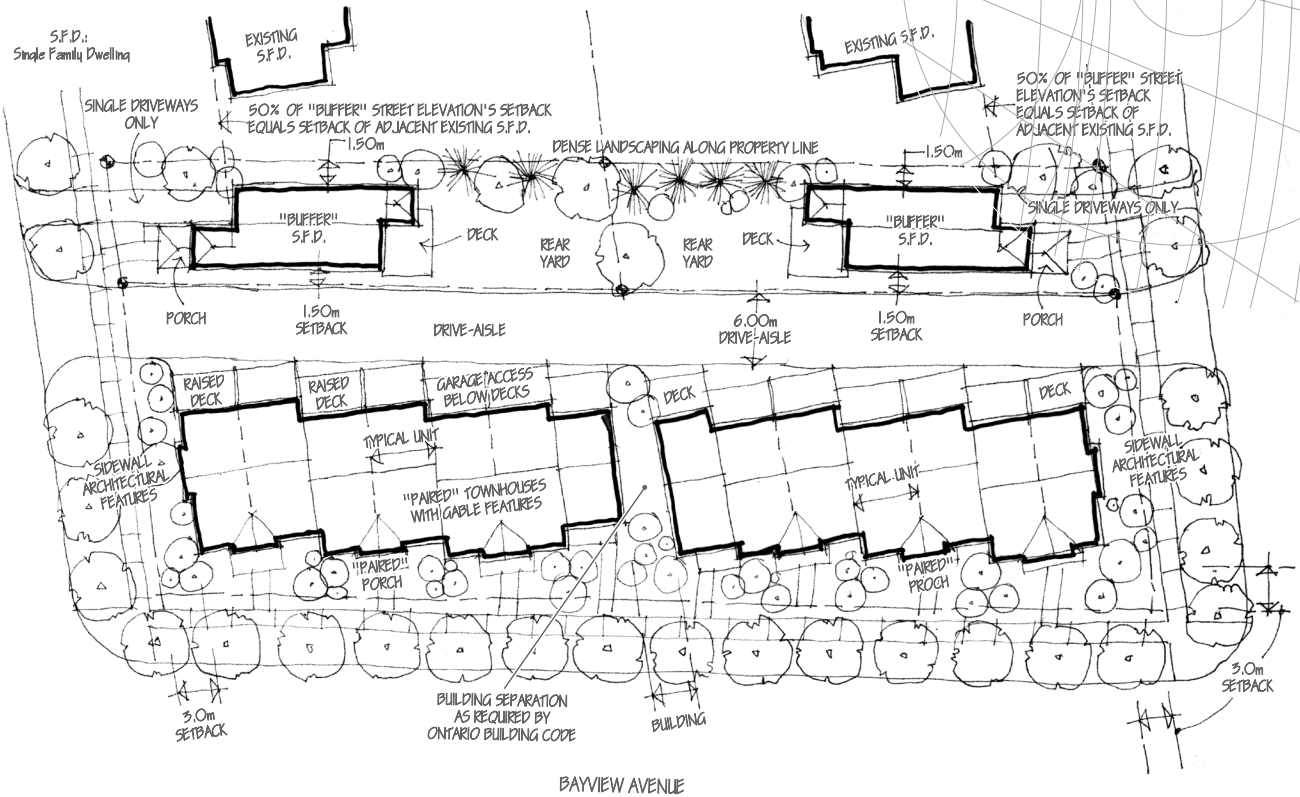 S.F.D.:
Single Family Dwelling
EXISTING
S.F.D.
EXISTING S.F.D.
SINGLE DRIVEWAYS
ONLY
50% OF "BUFFER" STREET ELEVATION'S SETBACK
EQUALS SETBACK OF ADJACENT EXISTING S.F.D.
50% OF "BUFFER" STREET
ELEVATION'S SETBACK
EQUALS SETBACK OF
ADJACENT EXISTING S.F.D.
1.50m
DENSE LANDSCAPING ALONG PROPERTY LINE
1.50m
"BUFFER"
S.F.D.
DECK
REAR
YARD
REAR
YARD
DECK
"BUFFER"
S.F.D.
SINGLE DRIVEWAYS ONLY
PORCH
1.50m
SETBACK
DRIVE-AISLE
6.00m
DRIVE-AISLE
1.50m
SETBACK
PORCH
RAISED
DECK
RAISED
DECK
GARAGE ACCESS
BELOW DECKS
DECK
DECK
TYPICAL UNIT
SIDEWALL
ARCHITECTURAL
FEATURES
"PAIRED" TOWNHOUSES
WITH GABLE FEATURES
TYPICAL UNIT
SIDEWALL
ARCHITECTURAL
FEATURES
"PAIRED"
PORCH
"PAIRED"
PROCH
3.0m
SETBACK
BUILDING SEPARATION
AS REQUIRED BY
ONTARIO BUILDING CODE
BUILDING
3.0m
SETBACK
BAYVIEW AVENUE